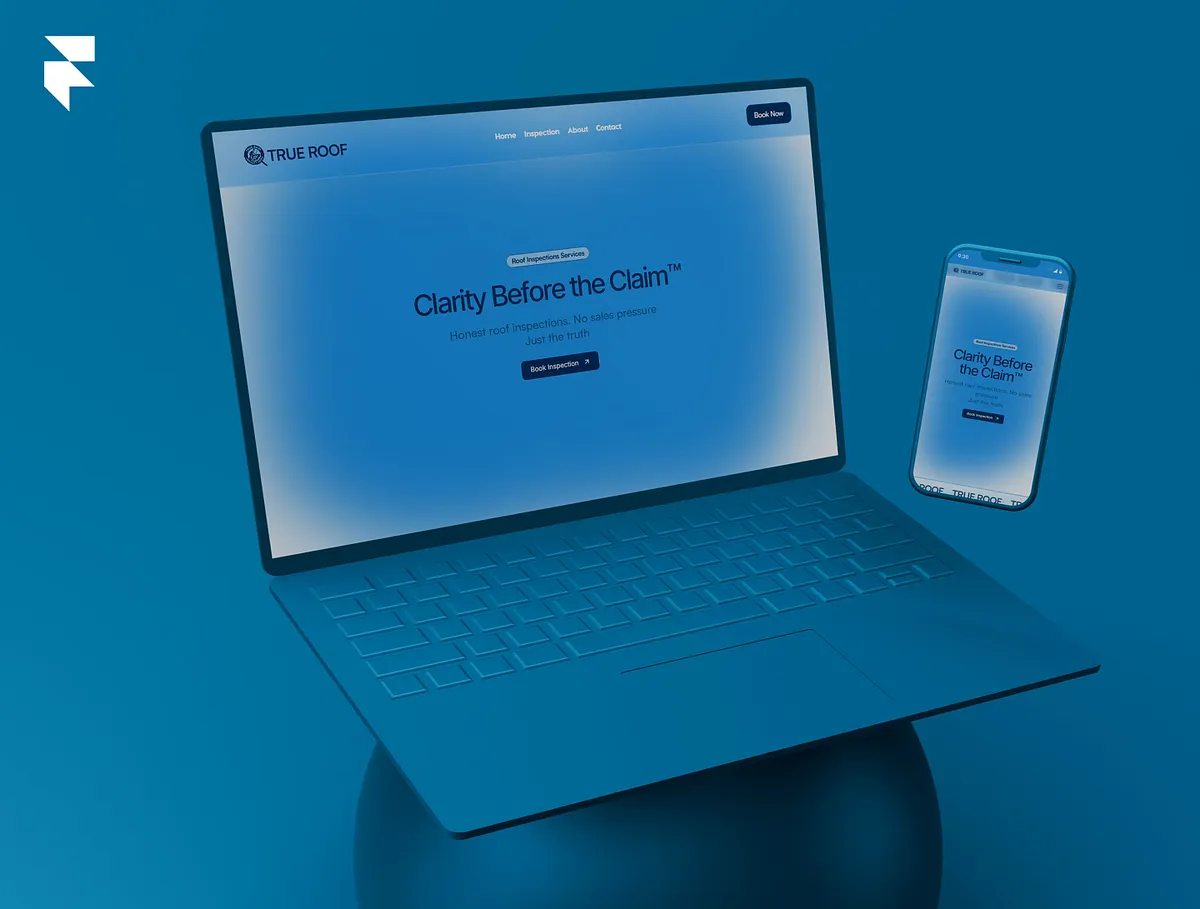 TRUE ROOF
Home Inspection About Contact
Book Now
Roof Inspections Services
Clarity Before the Claim™
Honest roof inspections. No sales pressure
Just the truth
Book Inspection
9:30
TRUE ROOF
Roof Inspections Services
Clarity Before
the Claim™
Honest roof inspections. No sales
pressure
Just the truth
Book Inspection
ROOF TRUE ROOF TR